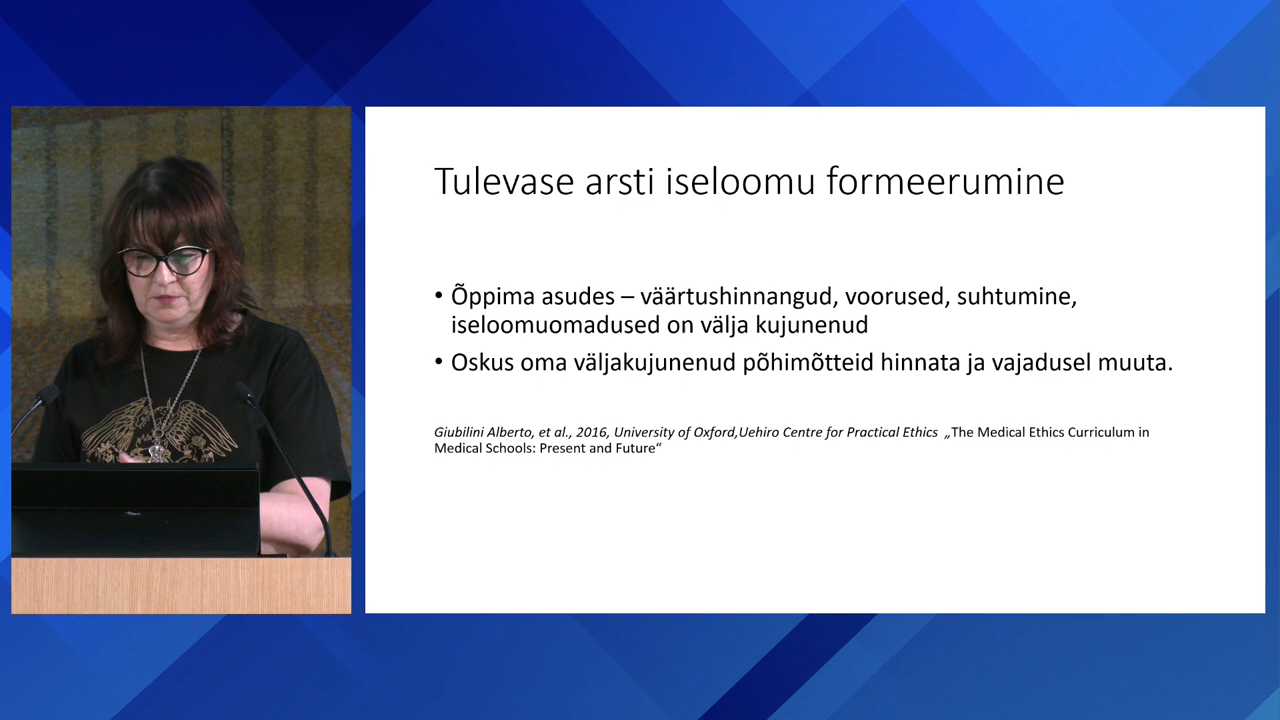 Tulevase arsti iseloomu formeerumine
• Õppima asudes – väärtushinnangud, voorused, suhtumine,
iseloomuomadused on välja kujunenud
• Oskus oma väljakujunenud põhimõtteid hinnata ja vajadusel muuta.
Giubilini Alberto, et al., 2016, University of Oxford,Uehiro Centre for Practical Ethics „The Medical Ethics Curriculum in
Medical Schools: Present and Future“